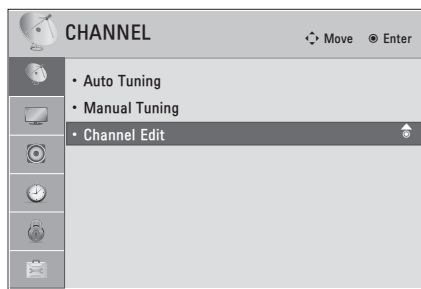 CHANNEL
Move Enter
• Auto Tuning
• Manual Tuning
• Channel Edit